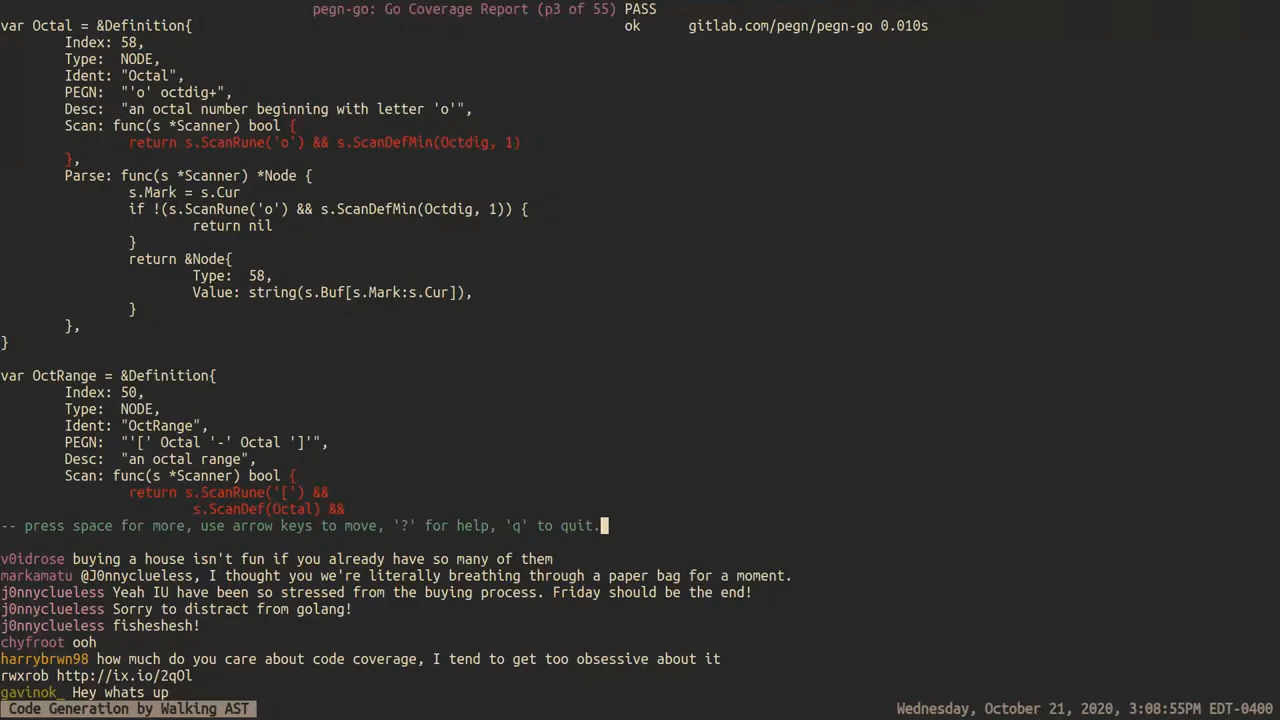 pegn-go: Go Coverage Report (p3 of 55) PASS
var Octal = &Definition{
ok gitlab.com/pegn/pegn-go 0.010s
Index: 58,
Type: NODE,
Ident: "Octal",
PEGN: "'o' octdig+",
Desc: "an octal number beginning with letter 'o'",
Scan: func(s *Scanner) bool {
return s.ScanRune('o') && s.ScanDefMin(Octdig, 1)
},
Parse: func(s *Scanner) *Node {
s.Mark = s.Cur
if !(s.ScanRune('o') && s.ScanDefMin(Octdig, 1)) {
return nil
}
return &Node{
Type: 58,
Value: string(s.Buf[s.Mark:s.Cur]),
}
},
}
var OctRange = &Definition{
Index: 50,
Type: NODE,
Ident: "OctRange",
PEGN: "'[' Octal '-' Octal ']'",
Desc: "an octal range",
Scan: func(s *Scanner) bool {
return s.ScanRune('[') &&
s.ScanDef(Octal) &&
-- press space for more, use arrow keys to move, '?' for help, 'q' to quit.
v0idrose buying a house isn't fun if you already have so many of them
markamatu @J0nnyclueless, I thought you we're literally breathing through a paper bag for a moment.
j0nnyclueless Yeah IU have been so stressed from the buying process. Friday should be the end!
j0nnyclueless Sorry to distract from golang!
j0nnyclueless fisheshesh!
chyfroot ooh
harrybrwn98 how much do you care about code coverage, I tend to get too obsessive about it
rwxrob http://ix.io/2qOl
gavinok_ Hey whats up
Code Generation by Walking AST
Wednesday, October 21, 2020, 3:08:55PM EDT-0400